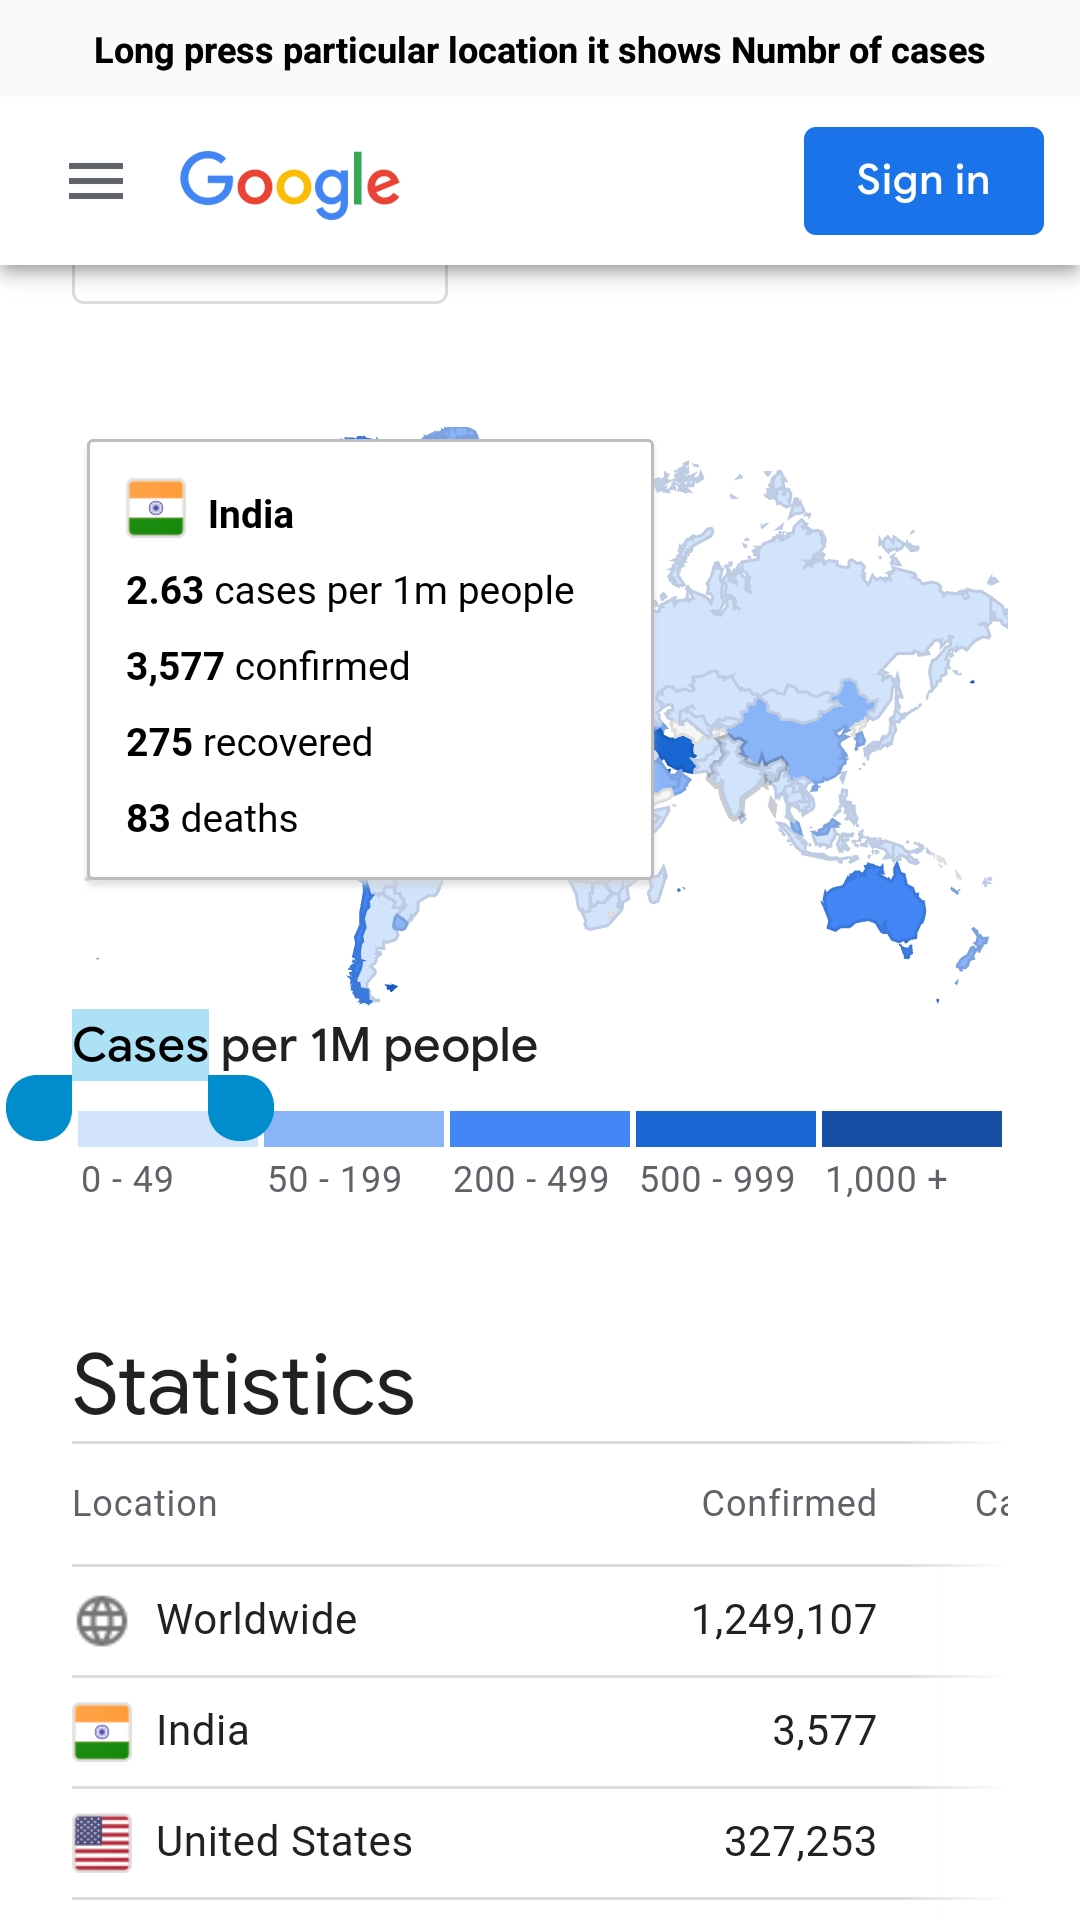 Long press particular location it shows Numbr of cases
Google
Sign in
India
2.63 cases per 1m people
3,577 confirmed
275 recovered
83 deaths
Cases per 1M people
0 - 49 50 - 199 200 - 499 500 - 999 1,000 +
Statistics
Location Confirmed
Worldwide 1,249,107
India 3,577
United States 327,253